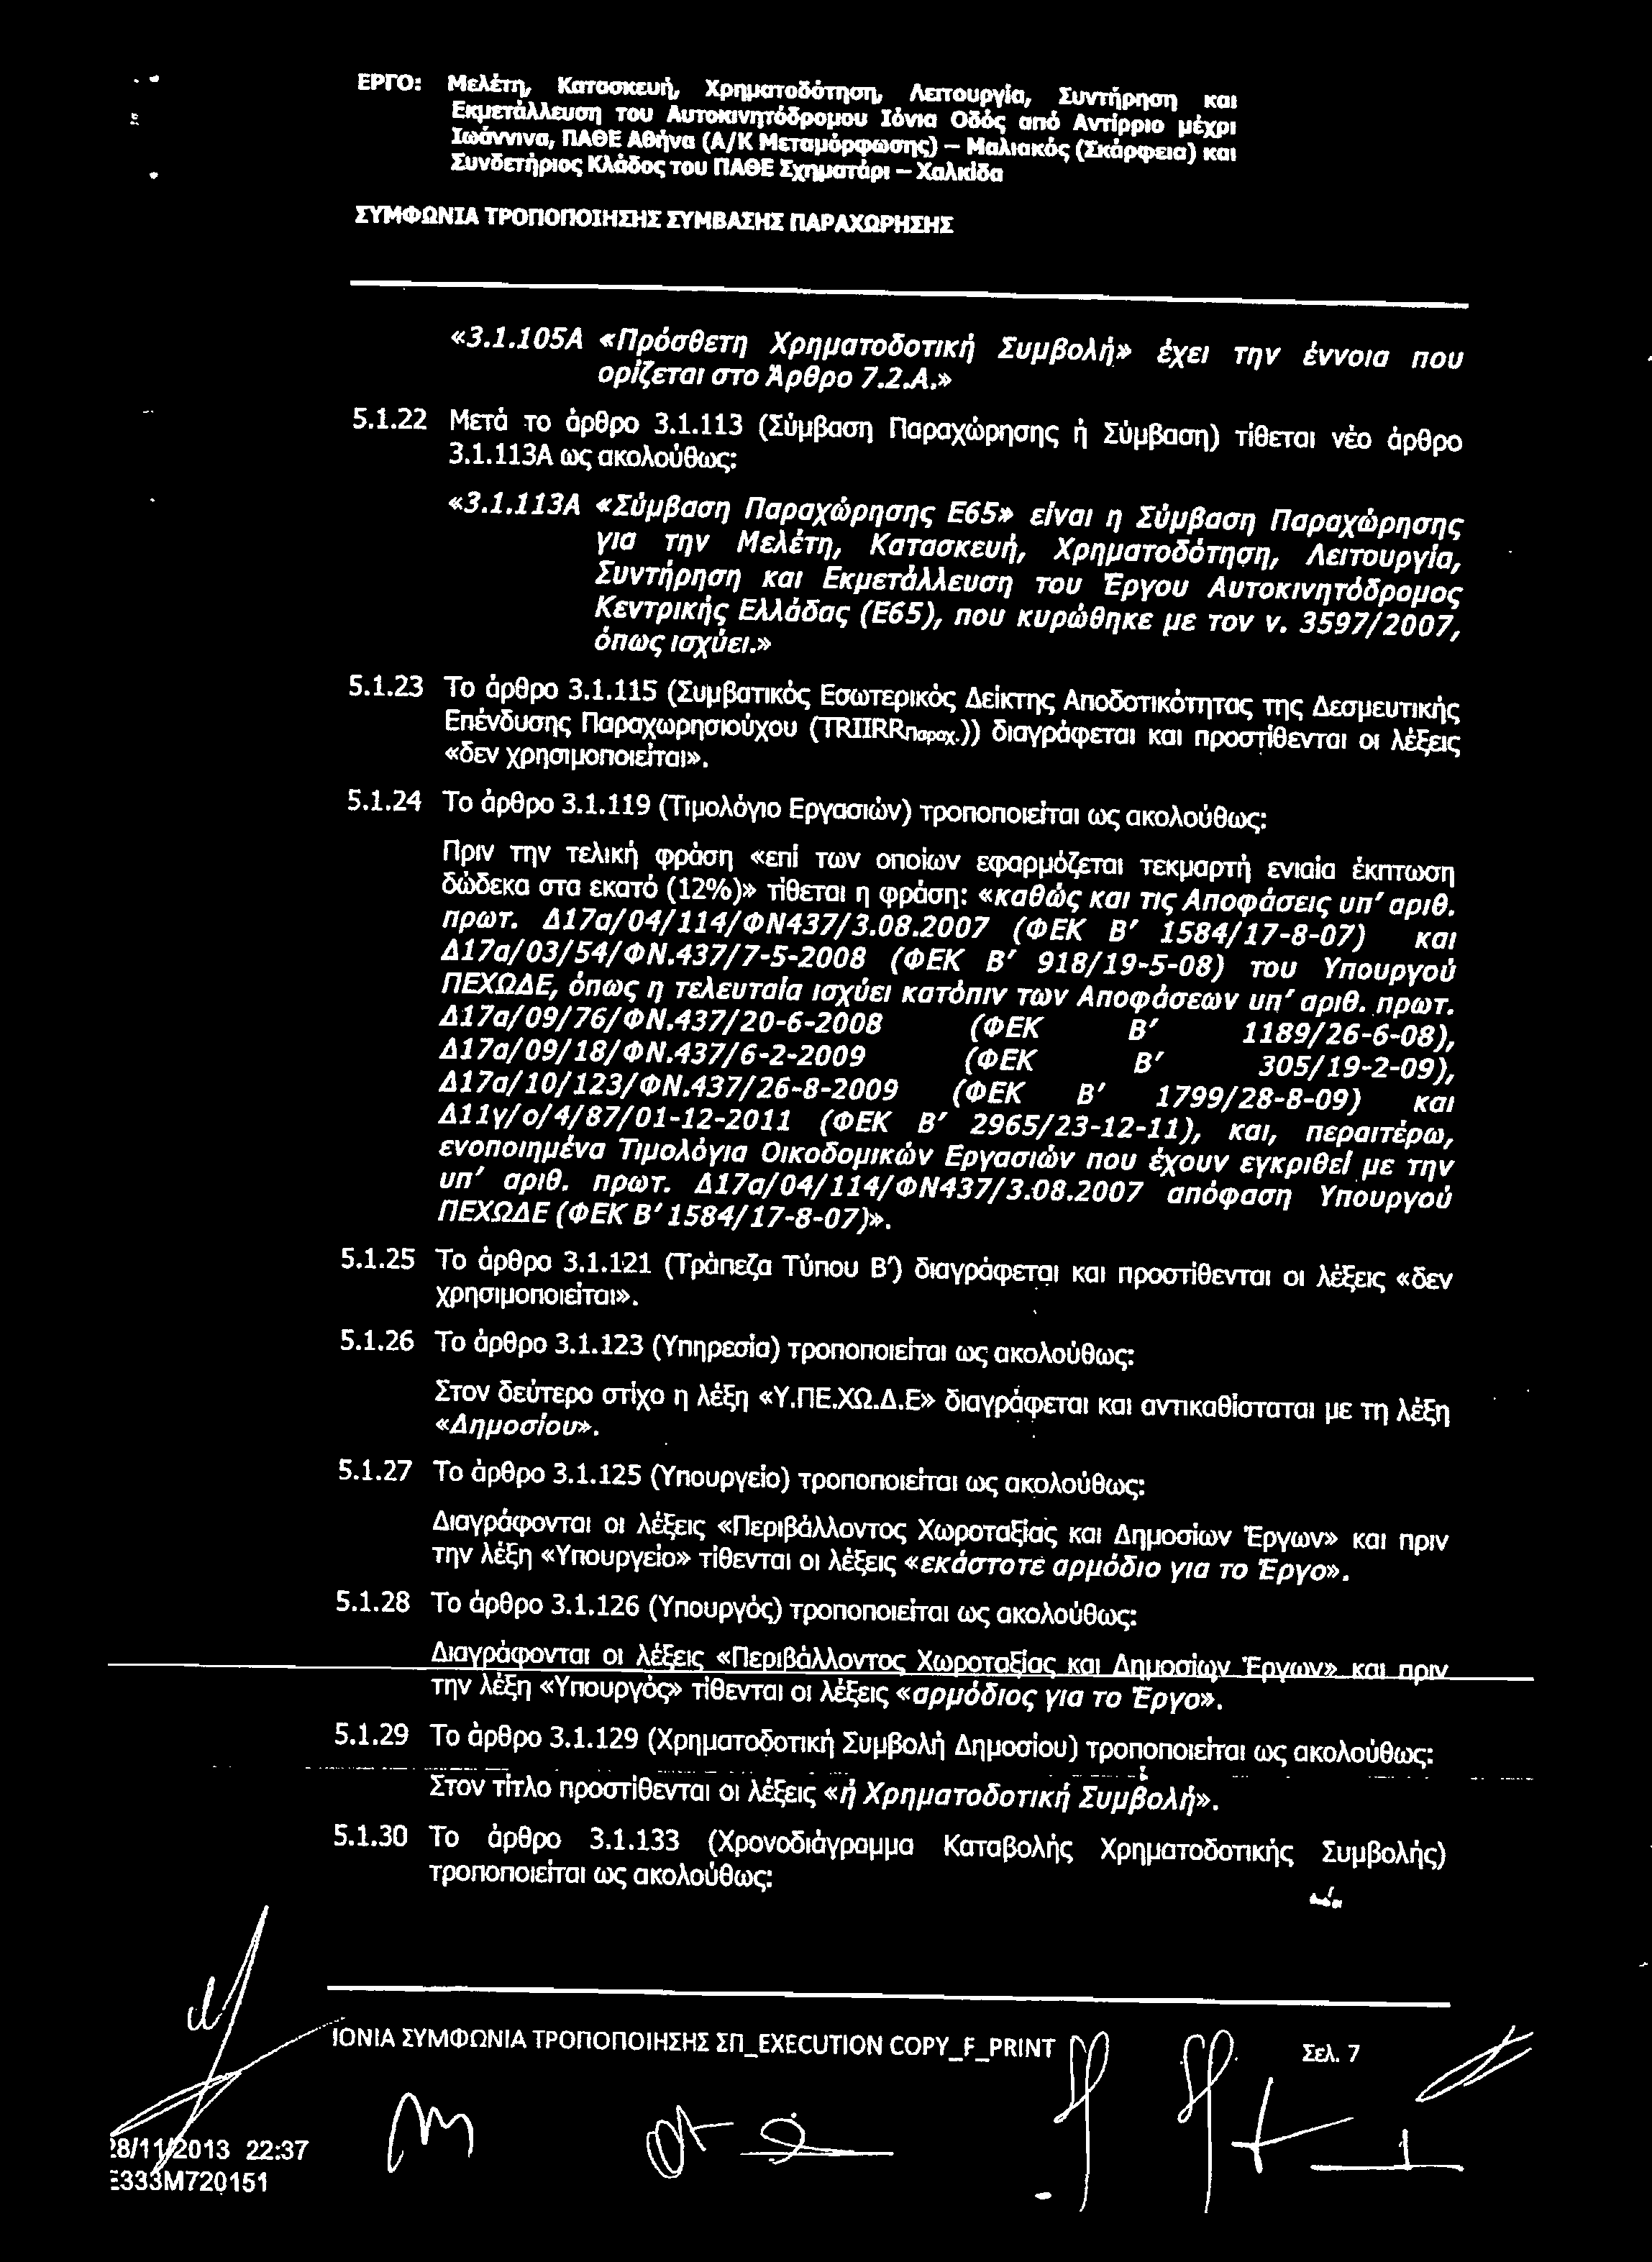 ΕΡΓΟ: Μελέτη, Κατασκευή, Χρηματοδότηση, Λειτουργία, Συντήρηση και
Εκμετάλλευση του Αυτοκινητόδρομου Ιόνια Οδός από Αντίρριο μέχρι
Ιωάννινα, ΠΑΘΕ Αθήνα (Α/Κ Μεταμόρφωσης) – Μαλιακός (Σκάρφεια) και
Συνδετήριος Κλάδος του ΠΑΘΕ Σχηματάρι – Χαλκίδα
ΣΥΜΦΩΝΙΑ ΤΡΟΠΟΠΟΙΗΣΗΣ ΣΥΜΒΑΣΗΣ ΠΑΡΑΧΩΡΗΣΗΣ
«3.1.105Α «Πρόσθετη Χρηματοδοτική Συμβολή» έχει την έννοια που
ορίζεται στο Άρθρο 7.2.Α.»
5.1.22 Μετά το άρθρο 3.1.113 (Σύμβαση Παραχώρησης ή Σύμβαση) τίθεται νέο άρθρο
3.1.113Α ως ακολούθως:
«3.1.113Α «Σύμβαση Παραχώρησης Ε65» είναι η Σύμβαση Παραχώρησης
για την Μελέτη, Κατασκευή, Χρηματοδότηση, Λειτουργία,
Συντήρηση και Εκμετάλλευση του Έργου Αυτοκινητόδρομος
Κεντρικής Ελλάδας (Ε65), που κυρώθηκε με τον ν. 3597/2007,
όπως ισχύει.»
5.1.23 Το άρθρο 3.1.115 (Συμβατικός Εσωτερικός Δείκτης Αποδοτικότητας της Δεσμευτικής
Επένδυσης Παραχωρησιούχου (TRIIRRΠαραχ.)) διαγράφεται και προστίθενται οι λέξεις
«δεν χρησιμοποιείται».
5.1.24 Το άρθρο 3.1.119 (Τιμολόγιο Εργασιών) τροποποιείται ως ακολούθως:
Πριν την τελική φράση «επί των οποίων εφαρμόζεται τεκμαρτή ενιαία έκπτωση
δώδεκα στα εκατό (12%)» τίθεται η φράση: «καθώς και τις Αποφάσεις υπ' αριθ.
πρωτ. Δ17α/04/114/ΦΝ437/3.08.2007 (ΦΕΚ Β' 1584/17-8-07) και
Δ17α/03/54/ΦΝ.437/7-5-2008 (ΦΕΚ Β' 918/19-5-08) του Υπουργού
ΠΕΧΩΔΕ, όπως η τελευταία ισχύει κατόπιν των Αποφάσεων υπ' αριθ. πρωτ.
Δ17α/09/76/ΦΝ.437/20-6-2008 (ΦΕΚ Β' 1189/26-6-08),
Δ17α/09/18/ΦΝ.437/6-2-2009 (ΦΕΚ Β' 305/19-2-09),
Δ17α/10/123/ΦΝ.437/26-8-2009 (ΦΕΚ Β' 1799/28-8-09) και
Δ11γ/ο/4/87/01-12-2011 (ΦΕΚ Β' 2965/23-12-11), και, περαιτέρω,
ενοποιημένα Τιμολόγια Οικοδομικών Εργασιών που έχουν εγκριθεί με την
υπ' αριθ. πρωτ. Δ17α/04/114/ΦΝ437/3.08.2007 απόφαση Υπουργού
ΠΕΧΩΔΕ (ΦΕΚ Β' 1584/17-8-07)».
5.1.25 Το άρθρο 3.1.121 (Τράπεζα Τύπου Β') διαγράφεται και προστίθενται οι λέξεις «δεν
χρησιμοποιείται».
5.1.26 Το άρθρο 3.1.123 (Υπηρεσία) τροποποιείται ως ακολούθως:
Στον δεύτερο στίχο η λέξη «Υ.ΠΕ.ΧΩ.Δ.Ε» διαγράφεται και αντικαθίσταται με τη λέξη
«Δημοσίου».
5.1.27 Το άρθρο 3.1.125 (Υπουργείο) τροποποιείται ως ακολούθως:
Διαγράφονται οι λέξεις «Περιβάλλοντος Χωροταξίας και Δημοσίων Έργων» και πριν
την λέξη «Υπουργείο» τίθενται οι λέξεις «εκάστοτε αρμόδιο για το Έργο».
5.1.28 Το άρθρο 3.1.126 (Υπουργός) τροποποιείται ως ακολούθως:
Διαγράφονται οι λέξεις «Περιβάλλοντος Χωροταξίας και Δημοσίων Έργων» και πριν
την λέξη «Υπουργός» τίθενται οι λέξεις «αρμόδιος για το Έργο».
5.1.29 Το άρθρο 3.1.129 (Χρηματοδοτική Συμβολή Δημοσίου) τροποποιείται ως ακολούθως:
Στον τίτλο προστίθενται οι λέξεις «ή Χρηματοδοτική Συμβολή».
5.1.30 Το άρθρο 3.1.133 (Χρονοδιάγραμμα Καταβολής Χρηματοδοτικής Συμβολής)
τροποποιείται ως ακολούθως:
ΙΟΝΙΑ ΣΥΜΦΩΝΙΑ ΤΡΟΠΟΠΟΙΗΣΗΣ ΣΠ_EXECUTION COPY_F_PRINT Σελ. 7
8/11/2013 22:37
333M720151